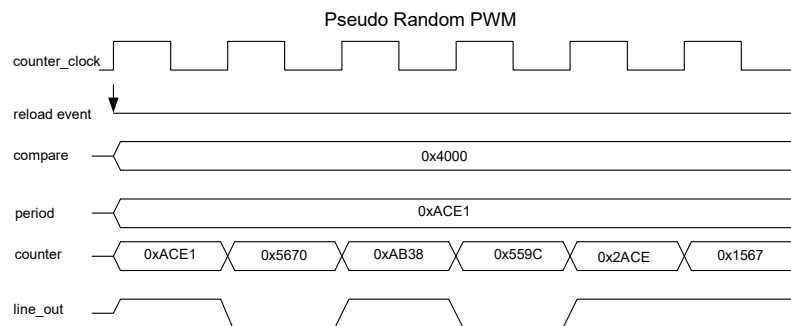 Pseudo Random PWM
counter_clock
reload event
compare 0x4000
period 0xACE1
counter 0xACE1 0x5670 0xAB38 0x559C 0x2ACE 0x1567
line_out